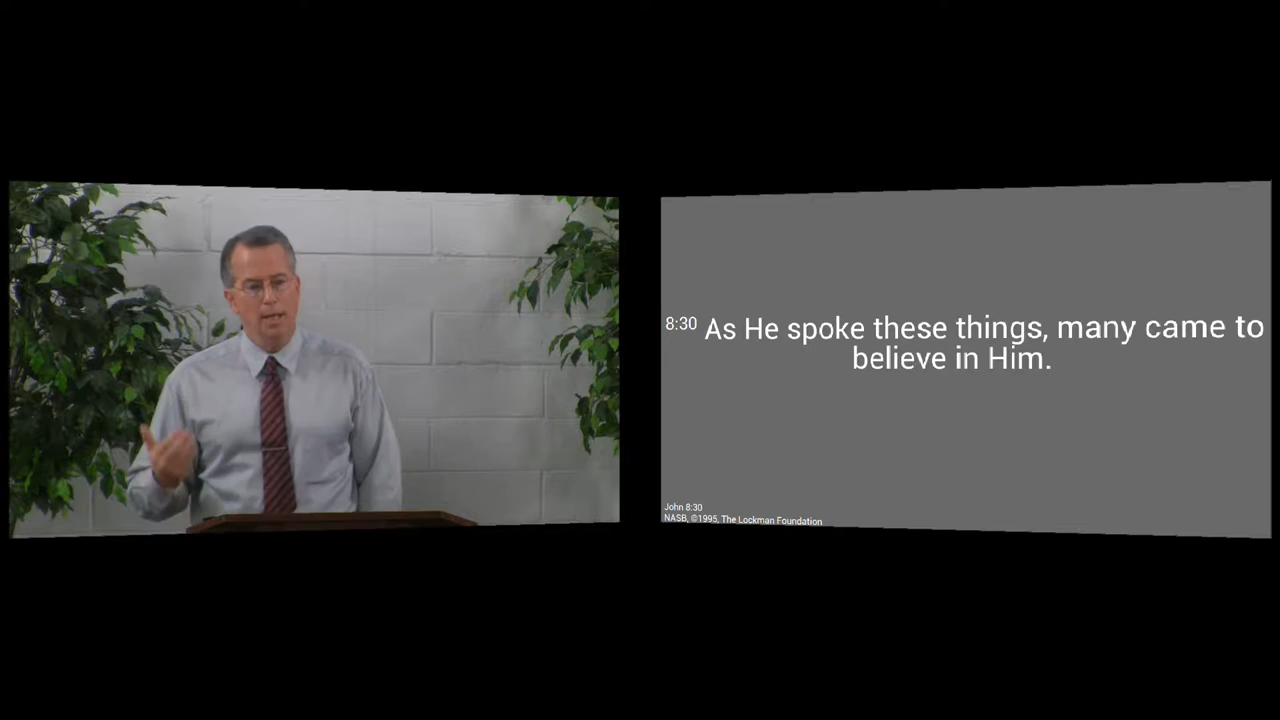 8:30 As He spoke these things, many came to
believe in Him.
John 8:30
NASB, ©1995, The Lockman Foundation